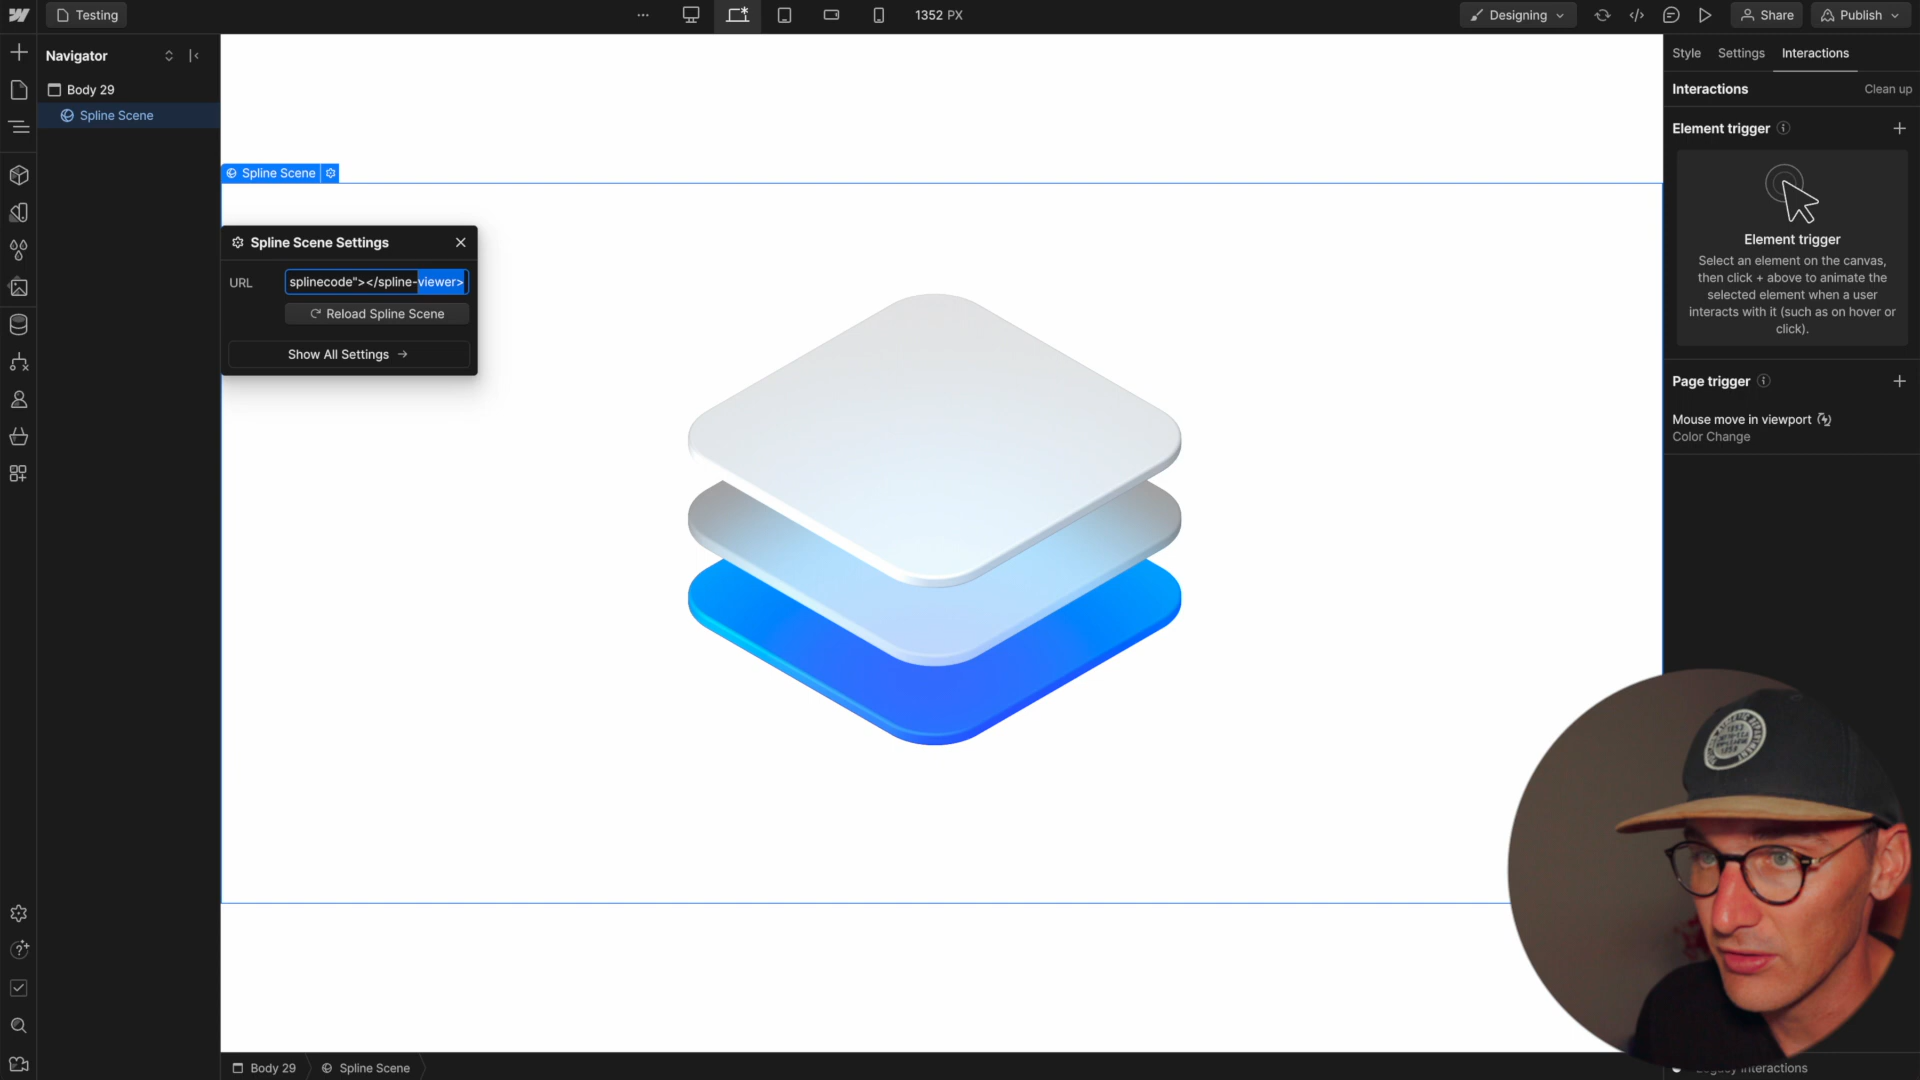 Testing
1352 PX
Designing
Share
Publish
Navigator
Body 29
Spline Scene
Spline Scene
Spline Scene Settings
URL
splinecode"></spline-viewer>
Reload Spline Scene
Show All Settings
Style
Settings
Interactions
Interactions
Clean up
Element trigger
Element trigger
Select an element on the canvas,
then click + above to animate the
selected element when a user
interacts with it (such as on hover or
click).
Page trigger
Mouse move in viewport
Color Change
Body 29
Spline Scene
Legacy Interactions